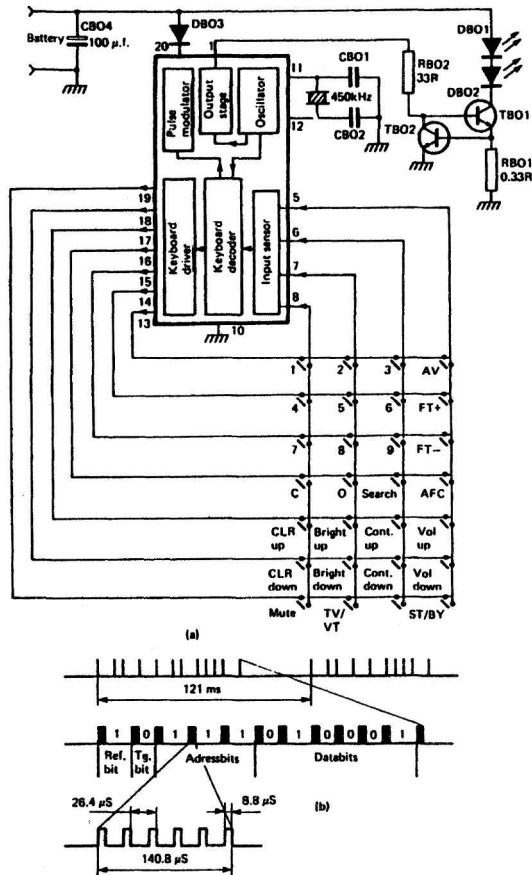 CBO4
Battery
100 μ.f.
DBO3
20
1
11
Pulse modulator
Output stage
Oscillator
12
CBO1
450kHz
CBO2
RBO2
33R
DBO1
DBO2
TBO2
TBO1
RBO1
0.33R
19
18
17
16
15
14
13
Keyboard driver
Keyboard decoder
Input sensor
5
6
7
8
10
1 2 3 AV
4 5 6 FT+
7 8 9 FT−
C O Search AFC
CLR up Bright up Cont. up Vol up
CLR down Bright down Cont. down Vol down
Mute TV/VT ST/BY
(a)
121 ms
1 0 1 1 1 0 1 0 0 0 1
Ref. bit Tg. bit Adressbits Databits
26.4 μS 8.8 μS
(b)
140.8 μS